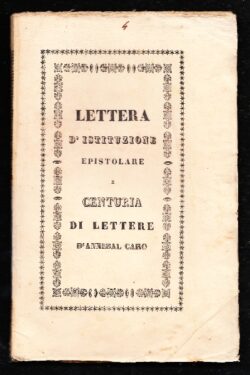 4
LETTERA
D'ISTITUZIONE
EPISTOLARE
E
CENTURIA
DI LETTERE
D'ANNIBAL CARO